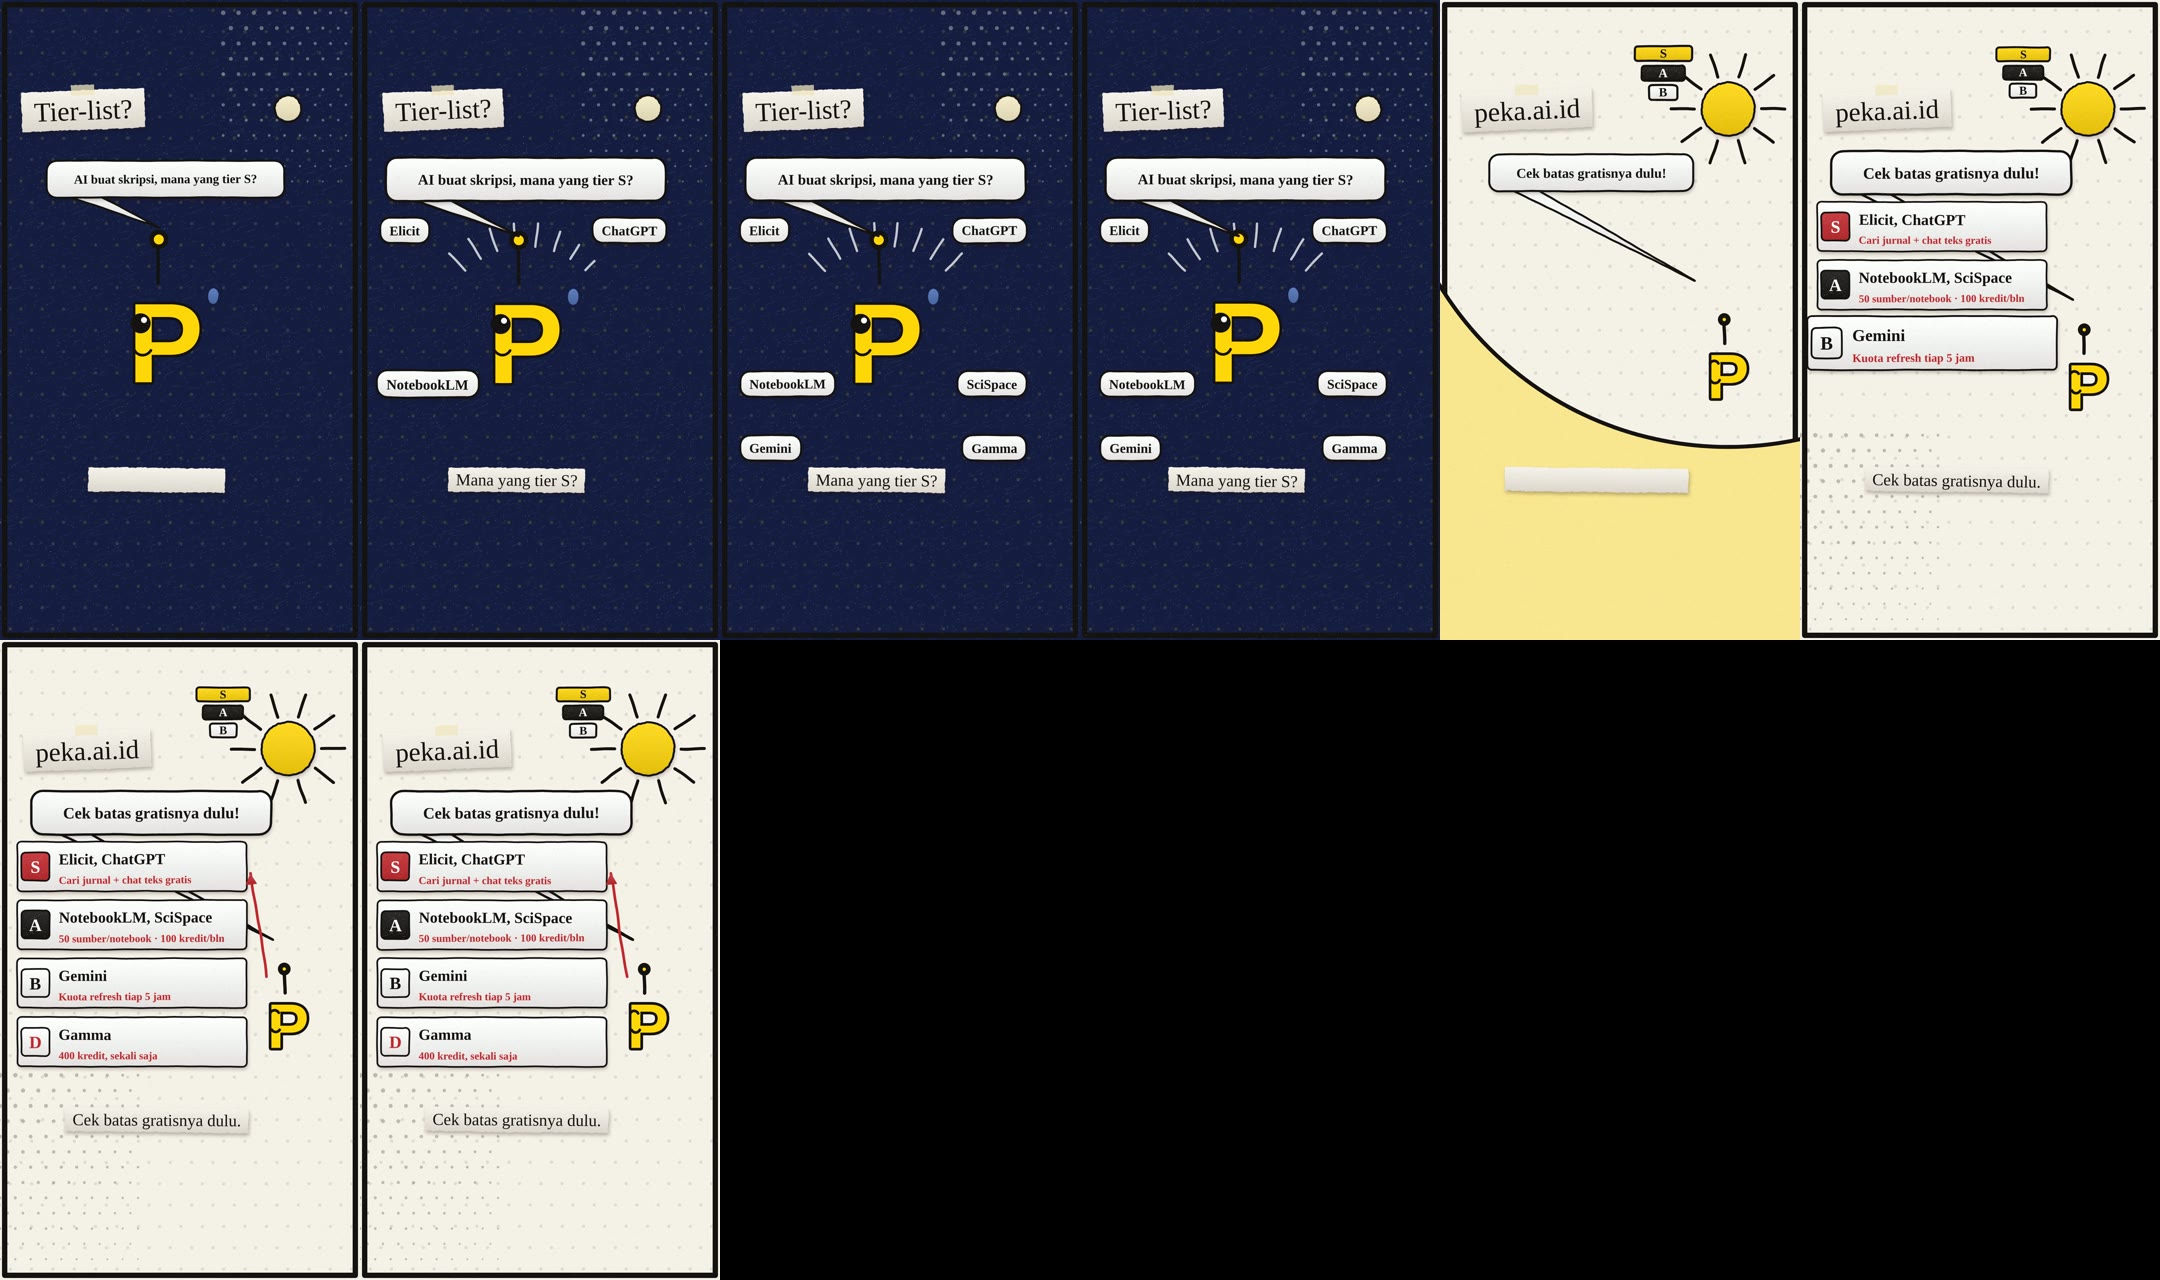 Tier-list?
AI buat skripsi, mana yang tier S?
P
Tier-list?
AI buat skripsi, mana yang tier S?
Elicit
ChatGPT
P
NotebookLM
Mana yang tier S?
Tier-list?
AI buat skripsi, mana yang tier S?
Elicit
ChatGPT
P
NotebookLM
SciSpace
Gemini
Gamma
Mana yang tier S?
Tier-list?
AI buat skripsi, mana yang tier S?
Elicit
ChatGPT
P
NotebookLM
SciSpace
Gemini
Gamma
Mana yang tier S?
S
A
B
peka.ai.id
Cek batas gratisnya dulu!
P
S
A
B
peka.ai.id
Cek batas gratisnya dulu!
S
Elicit, ChatGPT
Cari jurnal + chat teks gratis
A
NotebookLM, SciSpace
50 sumber/notebook · 100 kredit/bln
B
Gemini
Kuota refresh tiap 5 jam
P
Cek batas gratisnya dulu.
S
A
B
peka.ai.id
Cek batas gratisnya dulu!
S
Elicit, ChatGPT
Cari jurnal + chat teks gratis
A
NotebookLM, SciSpace
50 sumber/notebook · 100 kredit/bln
B
Gemini
Kuota refresh tiap 5 jam
P
D
Gamma
400 kredit, sekali saja
Cek batas gratisnya dulu.
S
A
B
peka.ai.id
Cek batas gratisnya dulu!
S
Elicit, ChatGPT
Cari jurnal + chat teks gratis
A
NotebookLM, SciSpace
50 sumber/notebook · 100 kredit/bln
B
Gemini
Kuota refresh tiap 5 jam
P
D
Gamma
400 kredit, sekali saja
Cek batas gratisnya dulu.